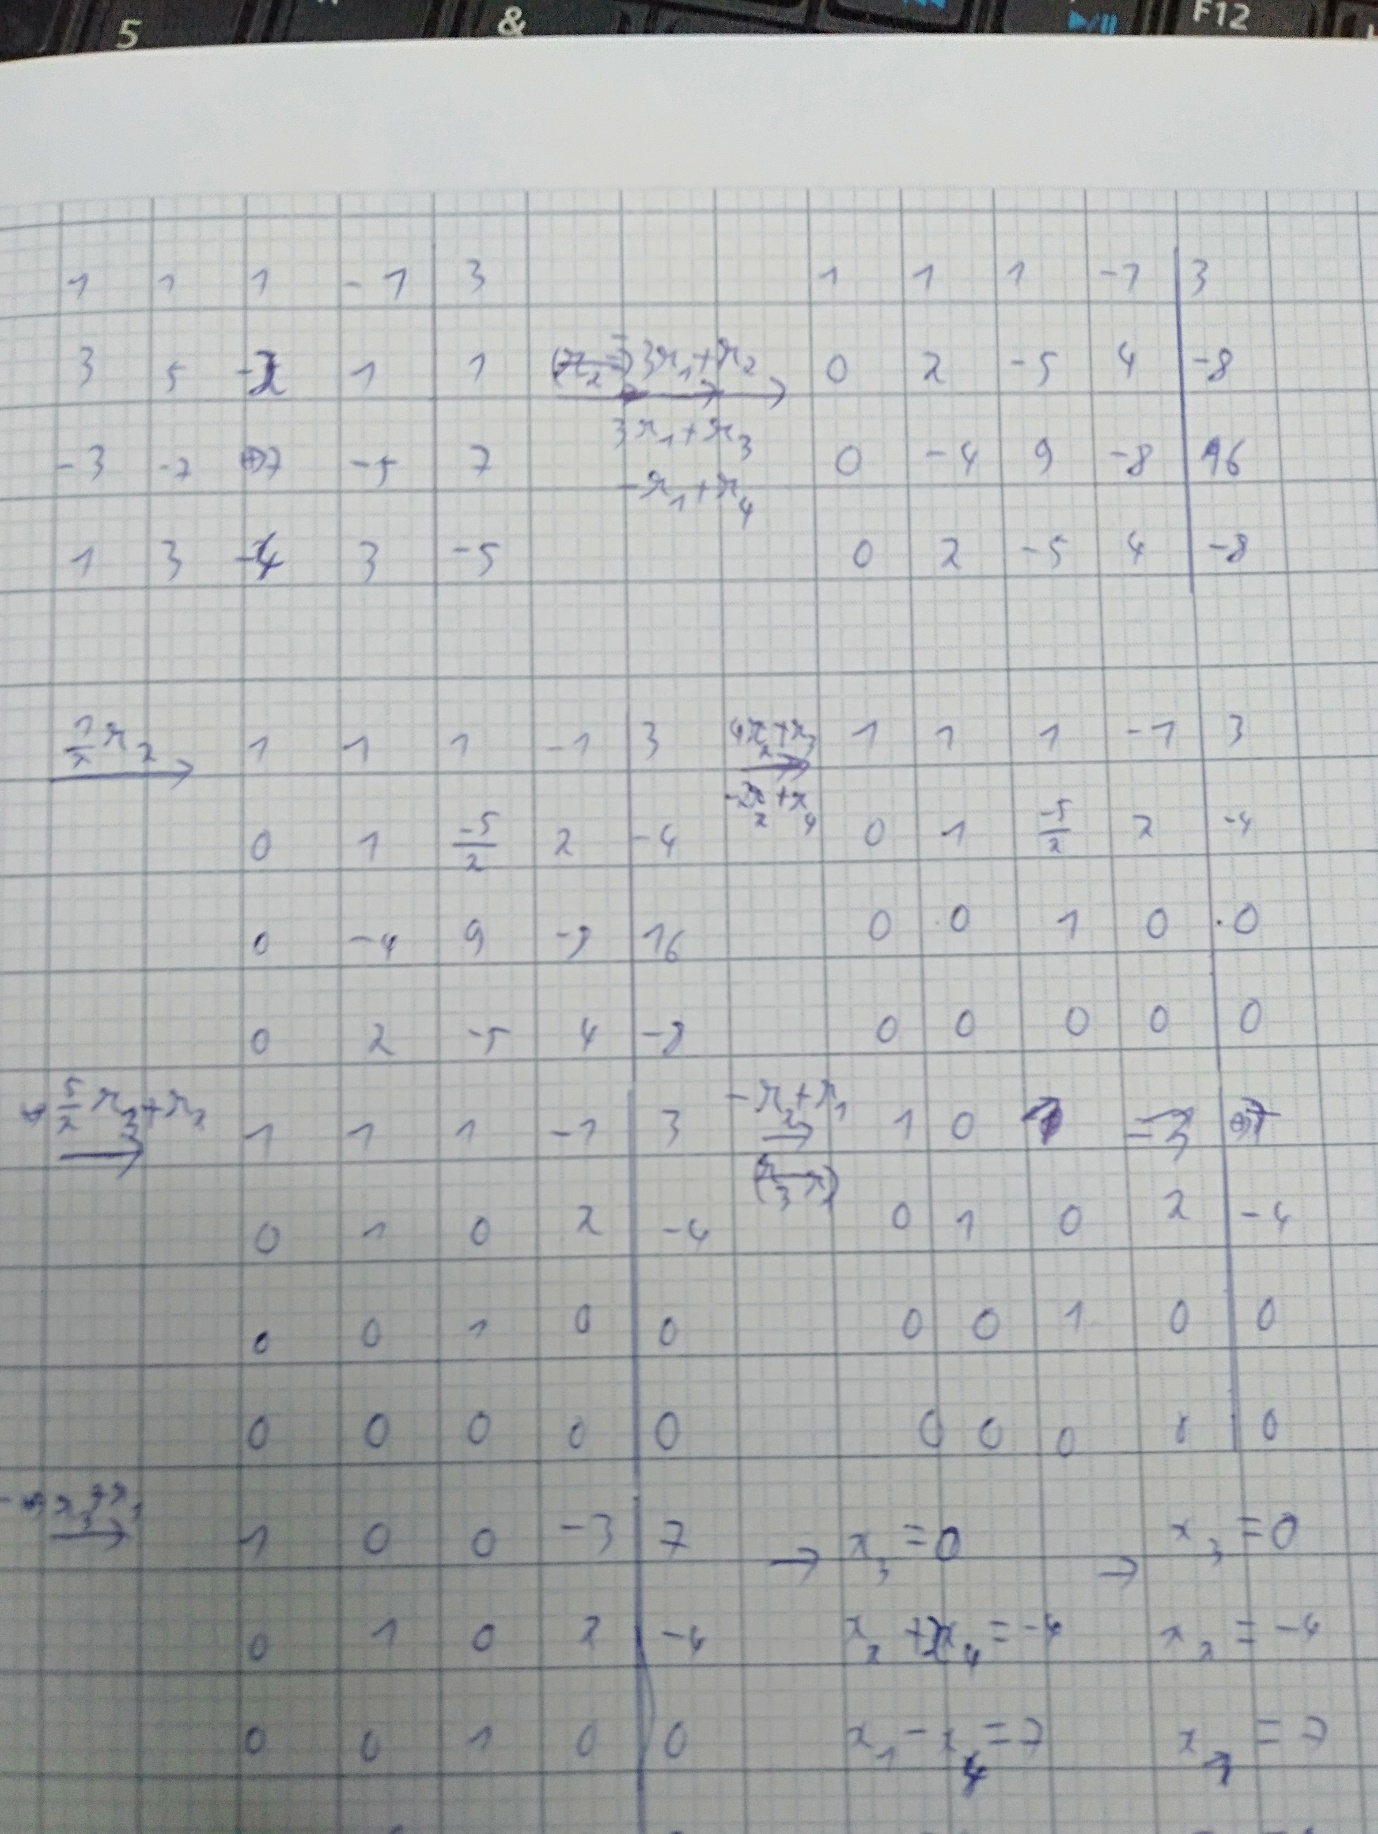 5 & F12
1 1 1 -1 | 3 1 1 1 -1 | 3
3 5 -2 1 | 1 -3r₁+r₂ 0 2 -5 4 | -8
3r₁+r₃
-3 -7 -5 | 7 0 -4 9 -8 | 16
-r₁+r₄
1 3 -4 3 | -5 0 2 -5 4 | -8
½r₂ → 1 1 1 -1 | 3 4r₂+r₃ → 1 1 1 -1 | 3
-2r₂+r₄
0 1 -5/2 2 | -4 0 1 -5/2 2 | -4
0 -4 9 -8 | 16 0 0 1 0 | 0
0 2 -5 4 | -8 0 0 0 0 | 0
5/2 r₃+r₂ → 1 1 1 -1 | 3 -r₂+r₁ → 1 0 1 -3 | 7
0 1 0 2 | -4 0 1 0 2 | -4
0 0 1 0 | 0 0 0 1 0 | 0
0 0 0 0 | 0 0 0 0 0 | 0
-r₃+r₁ → 1 0 0 -3 | 7 → x₃ = 0 → x₃ = 0
0 1 0 2 | -4 x₂ + 2x₄ = -4 x₂ = -4
0 0 1 0 | 0 x₁ - x₄ = 7 x₁ = 7